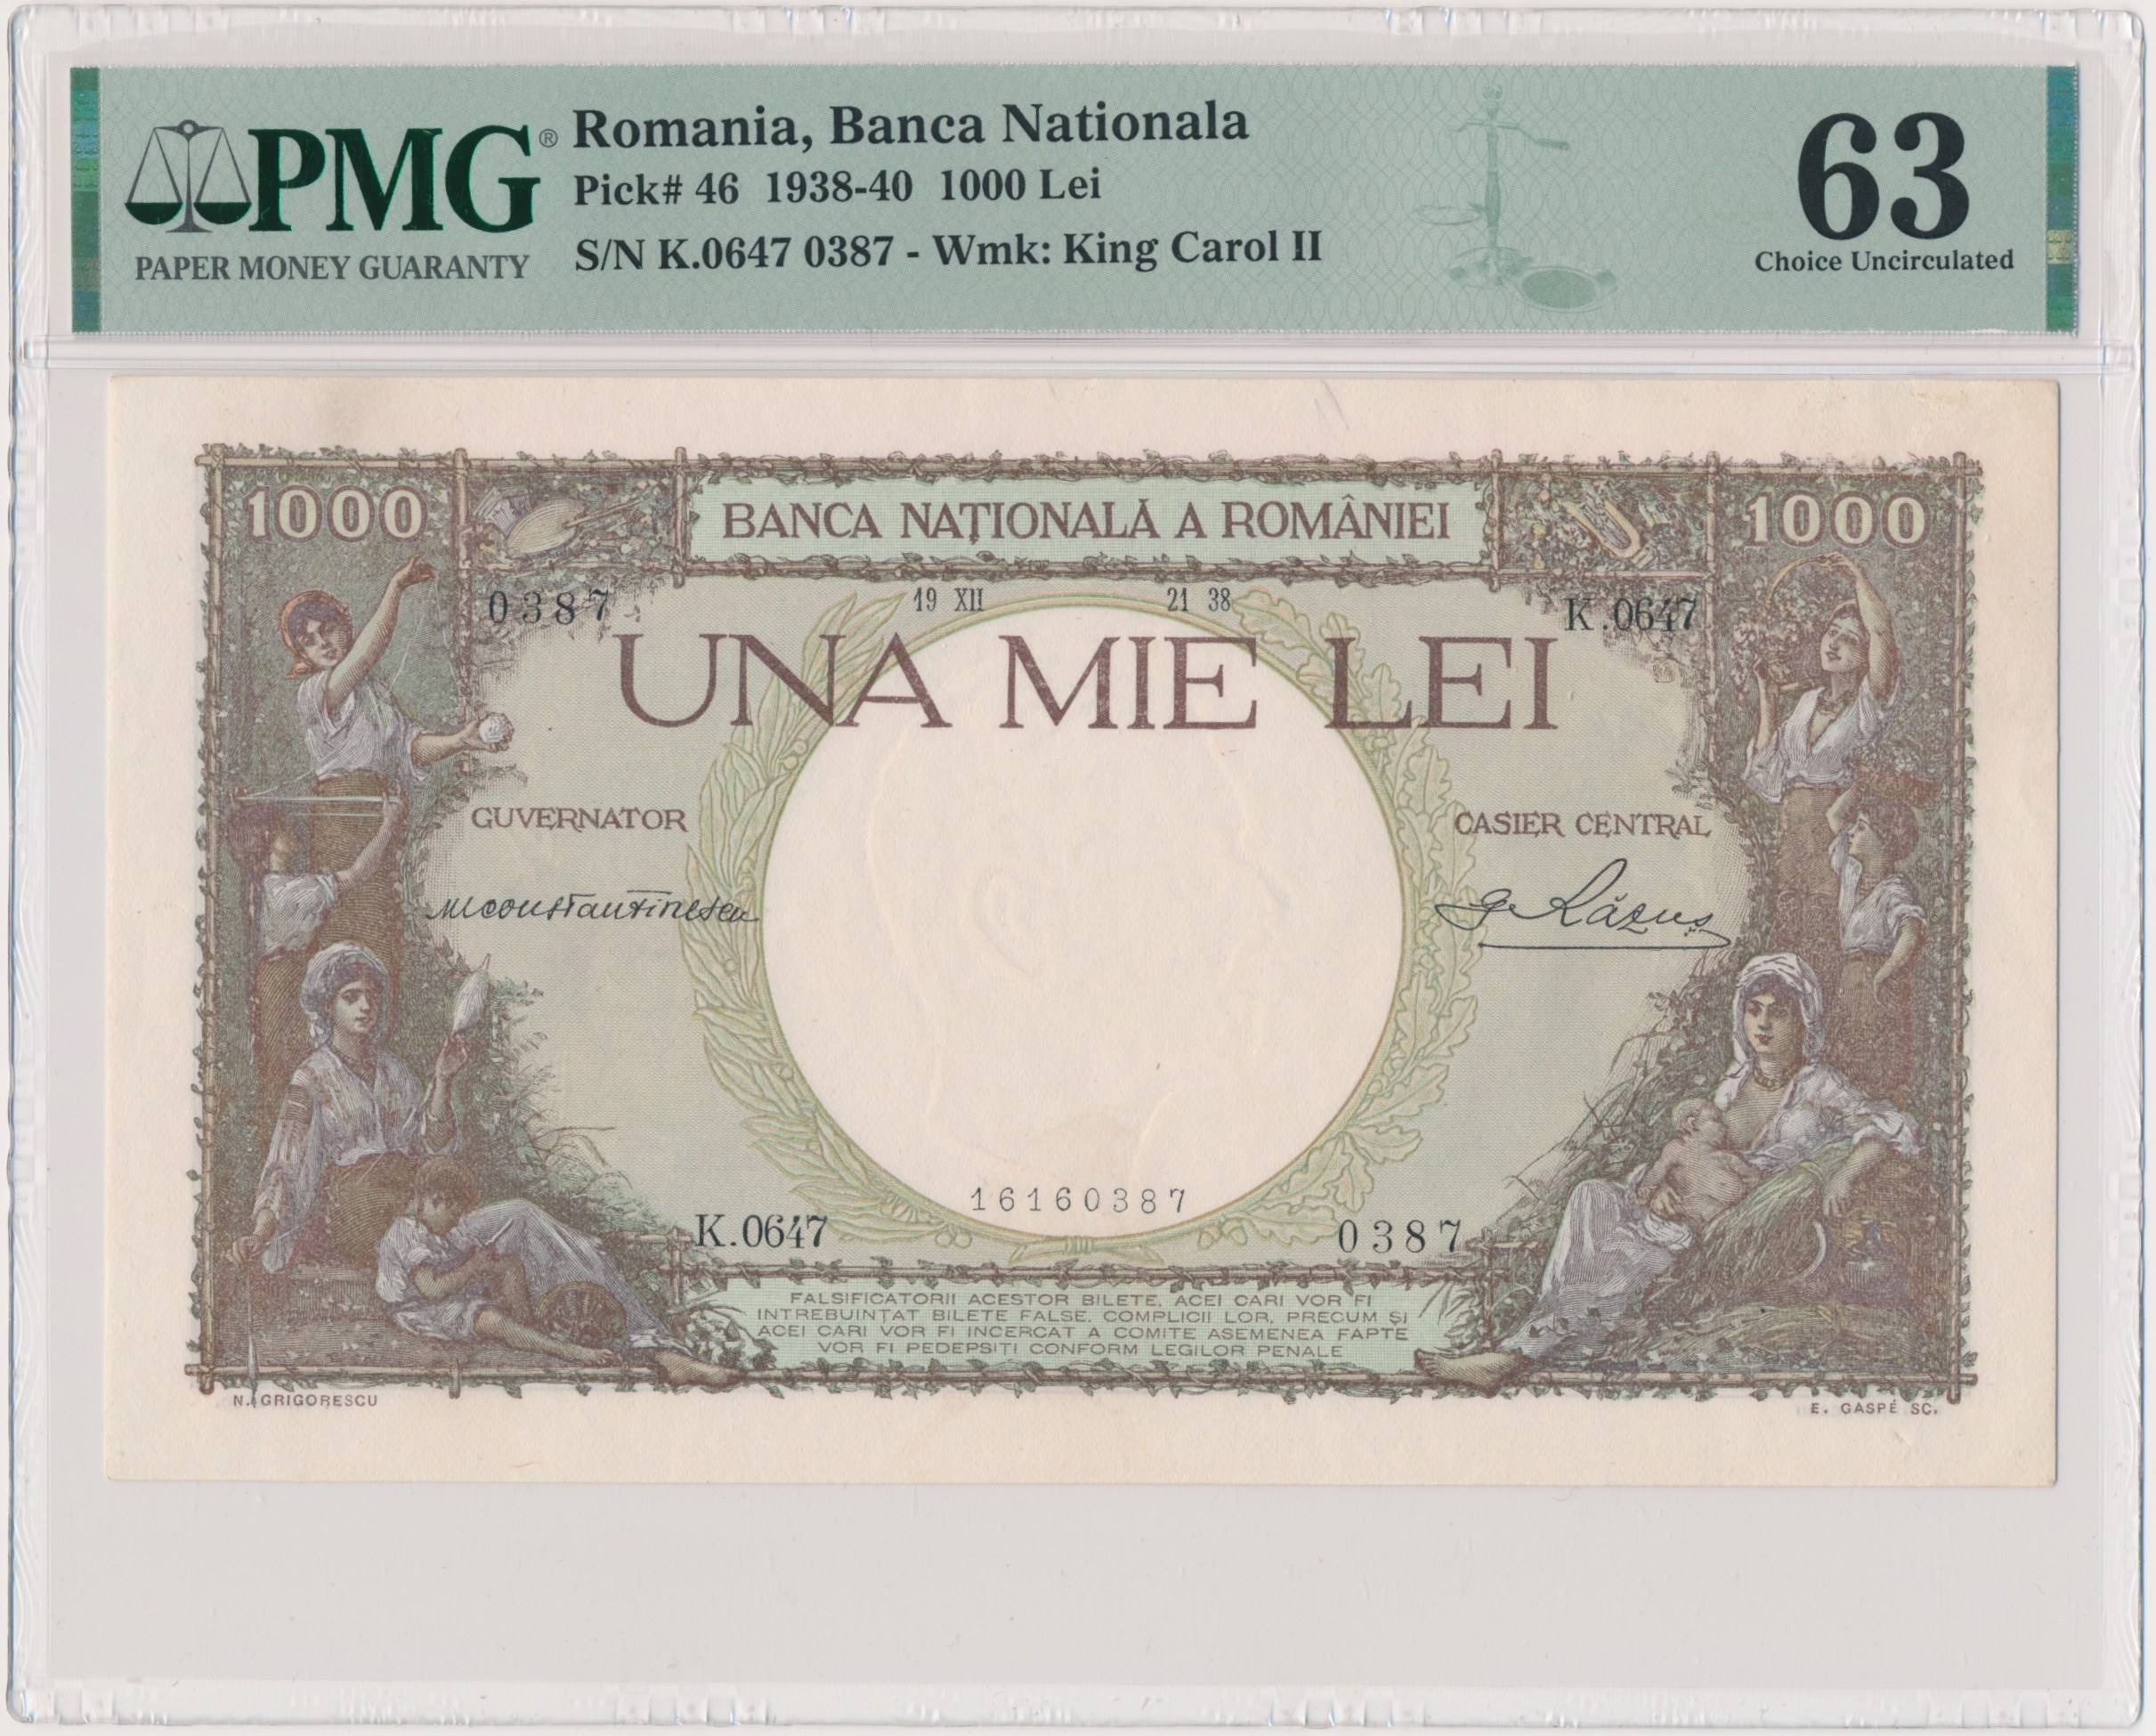 PMG®
PAPER MONEY GUARANTY
Romania, Banca Nationala
Pick# 46 1938-40 1000 Lei
S/N K.0647 0387 - Wmk: King Carol II
63
Choice Uncirculated
1000
BANCA NAȚIONALĂ A ROMÂNIEI
1000
0387
19 XII 21 38
K.0647
UNA MIE LEI
GUVERNATOR
CASIER CENTRAL
M Constantinescu
G Răzuș
16160387
K.0647
0387
FALSIFICATORII ACESTOR BILETE, ACEI CARI VOR FI
INTREBUINȚAT BILETE FALSE, COMPLICII LOR, PRECUM ȘI
ACEI CARI VOR FI INCERCAT A COMITE ASEMENEA FAPTE
VOR FI PEDEPSIȚI CONFORM LEGILOR PENALE
N. GRIGORESCU
E. GASPÉ SC.